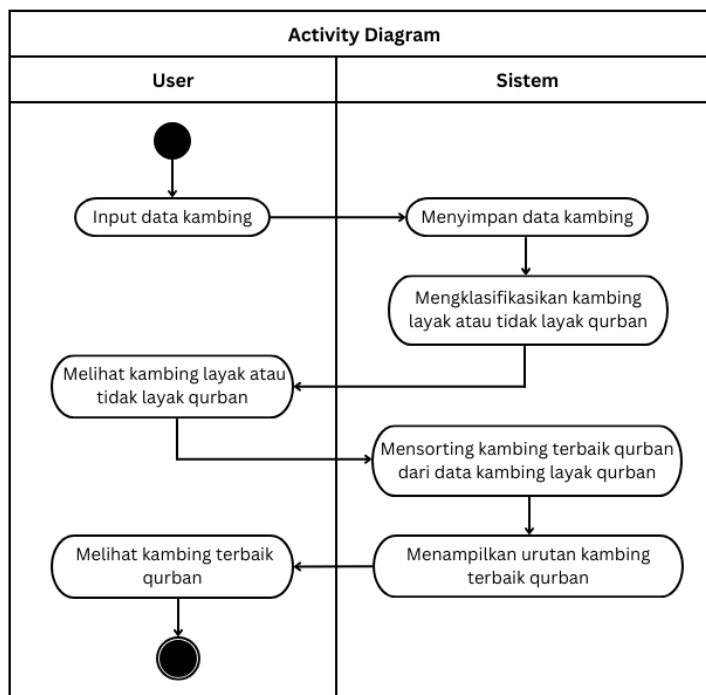 Activity Diagram
User
Sistem
Input data kambing
Menyimpan data kambing
Mengklasifikasikan kambing
layak atau tidak layak qurban
Melihat kambing layak atau
tidak layak qurban
Mensorting kambing terbaik qurban
dari data kambing layak qurban
Menampilkan urutan kambing
terbaik qurban
Melihat kambing terbaik
qurban